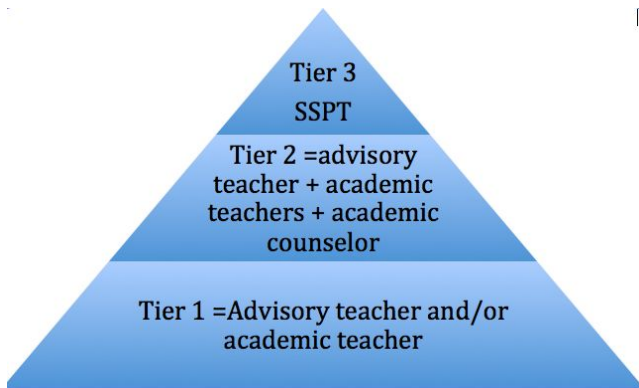 Tier 3
SSPT
Tier 2 =advisory
teacher + academic
teachers + academic
counselor
Tier 1 =Advisory teacher and/or
academic teacher